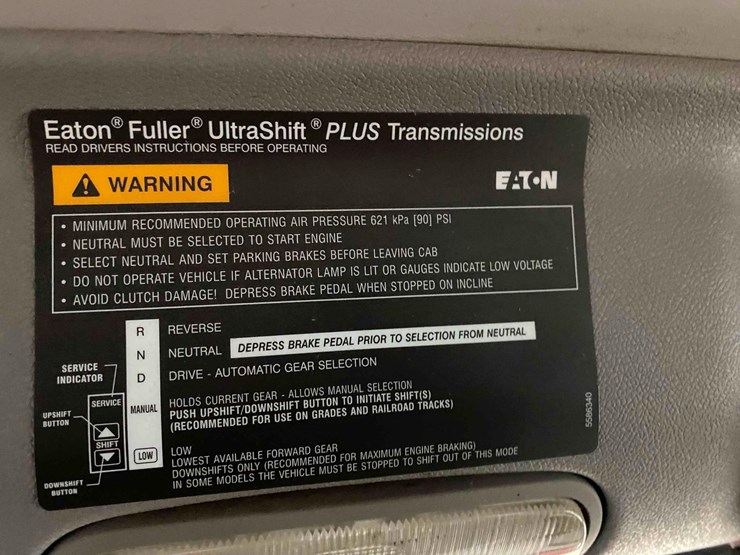 Eaton® Fuller® UltraShift® PLUS Transmissions
READ DRIVERS INSTRUCTIONS BEFORE OPERATING
WARNING
EATON
• MINIMUM RECOMMENDED OPERATING AIR PRESSURE 621 kPa [90] PSI
• NEUTRAL MUST BE SELECTED TO START ENGINE
• SELECT NEUTRAL AND SET PARKING BRAKES BEFORE LEAVING CAB
• DO NOT OPERATE VEHICLE IF ALTERNATOR LAMP IS LIT OR GAUGES INDICATE LOW VOLTAGE
• AVOID CLUTCH DAMAGE! DEPRESS BRAKE PEDAL WHEN STOPPED ON INCLINE
R REVERSE
N NEUTRAL DEPRESS BRAKE PEDAL PRIOR TO SELECTION FROM NEUTRAL
D DRIVE - AUTOMATIC GEAR SELECTION
MANUAL HOLDS CURRENT GEAR - ALLOWS MANUAL SELECTION
PUSH UPSHIFT/DOWNSHIFT BUTTON TO INITIATE SHIFT(S)
(RECOMMENDED FOR USE ON GRADES AND RAILROAD TRACKS)
LOW LOW
LOWEST AVAILABLE FORWARD GEAR
DOWNSHIFTS ONLY (RECOMMENDED FOR MAXIMUM ENGINE BRAKING)
IN SOME MODELS THE VEHICLE MUST BE STOPPED TO SHIFT OUT OF THIS MODE
SERVICE
INDICATOR
SERVICE
UPSHIFT
BUTTON
SHIFT
DOWNSHIFT
BUTTON
5586340